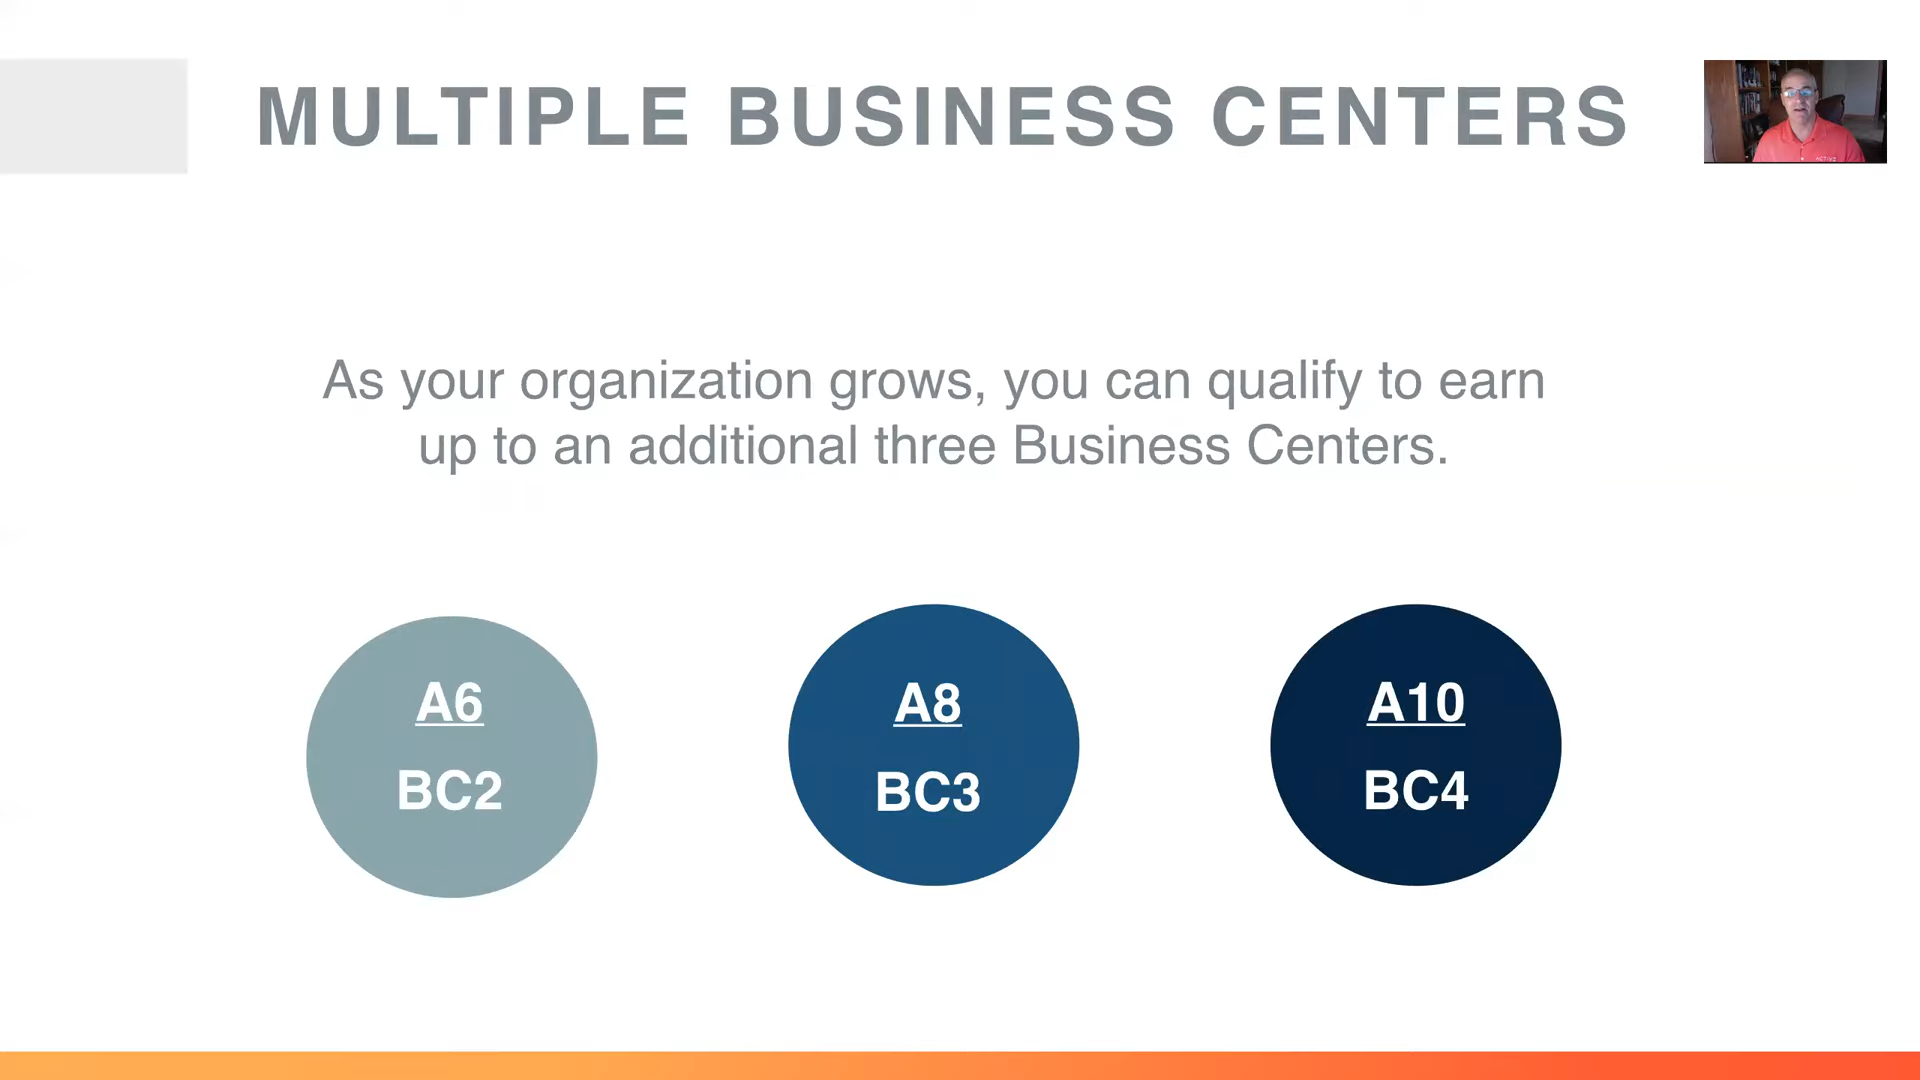 MULTIPLE BUSINESS CENTERS
As your organization grows, you can qualify to earn
up to an additional three Business Centers.
A6
BC2
A8
BC3
A10
BC4